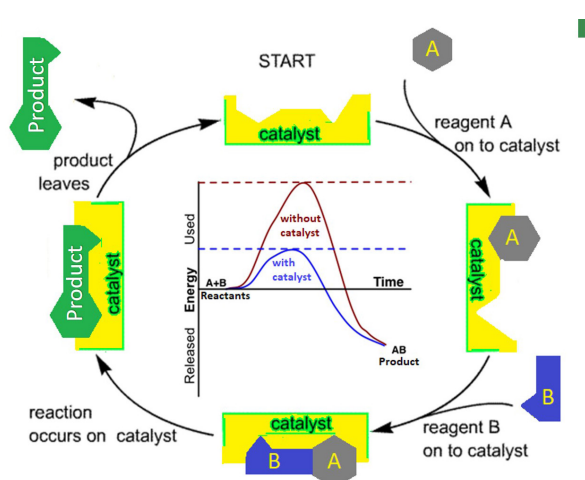 START
A
Product
catalyst
reagent A
on to catalyst
product
leaves
Used
without
catalyst
A
catalyst
Product
catalyst
with
catalyst
A+B
Reactants
Energy
Time
Released
AB
Product
B
reaction
occurs on catalyst
catalyst
B A
reagent B
on to catalyst